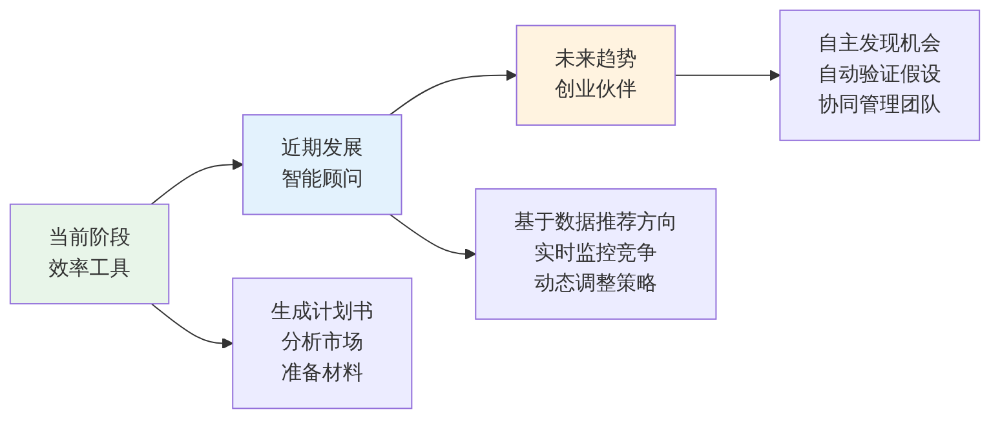 当前阶段
效率工具
近期发展
智能顾问
生成计划书
分析市场
准备材料
未来趋势
创业伙伴
基于数据推荐方向
实时监控竞争
动态调整策略
自主发现机会
自动验证假设
协同管理团队